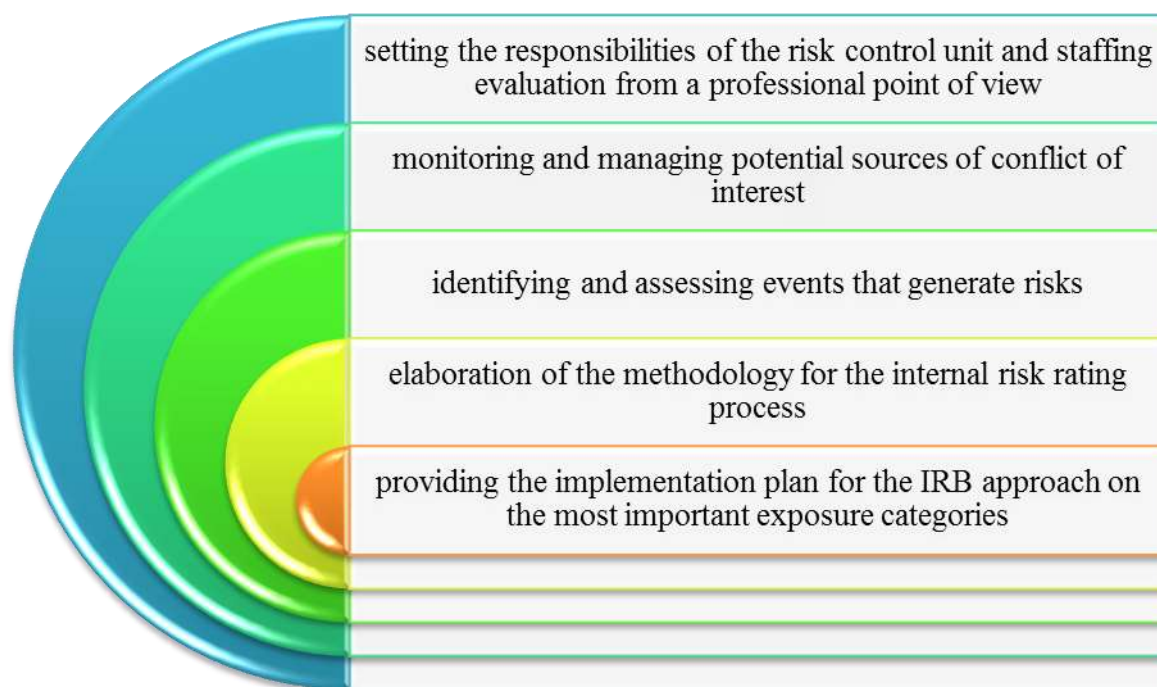 setting the responsibilities of the risk control unit and staffing
evaluation from a professional point of view
monitoring and managing potential sources of conflict of
interest
identifying and assessing events that generate risks
elaboration of the methodology for the internal risk rating
process
providing the implementation plan for the IRB approach on
the most important exposure categories